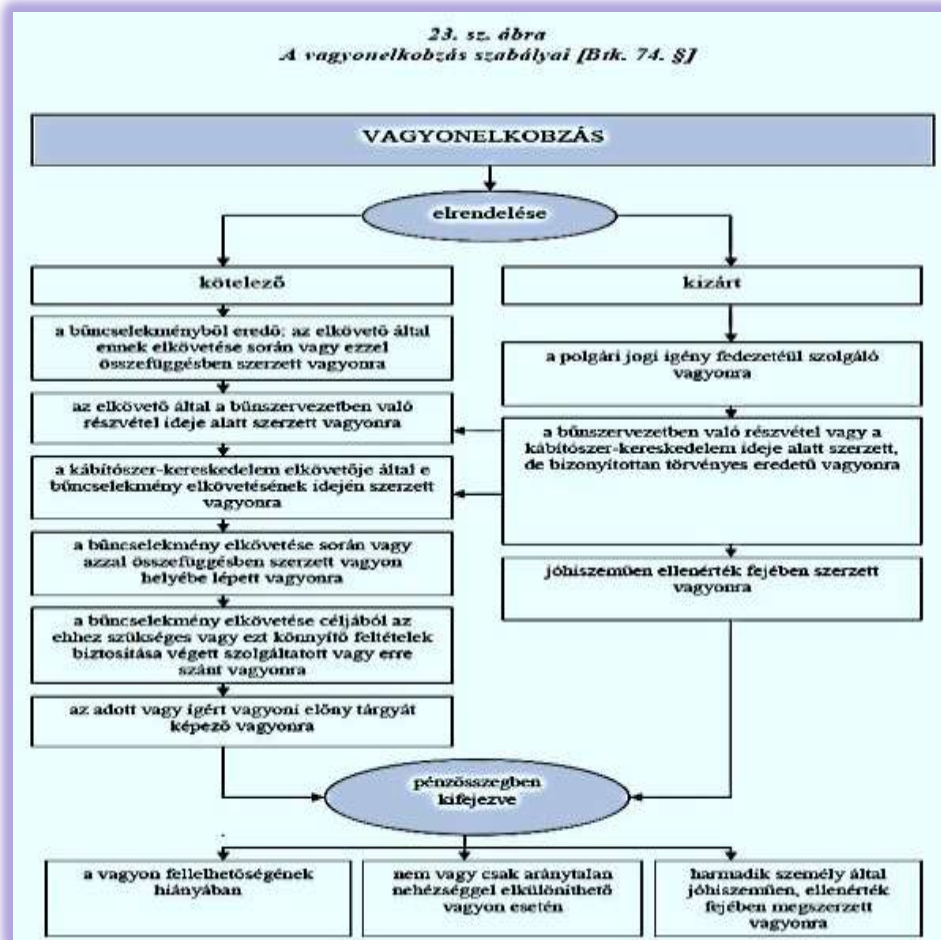 23. sz. ábra
A vagyonelkobzás szabályai [Btk. 74. §]
VAGYONELKOBZÁS
elrendelése
kötelező
a bűncselekményből eredő; az elkövető által
ennek elkövetése során vagy ezzel
összefüggésben szerzett vagyonra
az elkövető által a bűnszervezetben való
részvétel ideje alatt szerzett vagyonra
a kábítószer-kereskedelem elkövetője által e
bűncselekmény elkövetésének idején szerzett
vagyonra
a bűncselekmény elkövetése során vagy
azzal összefüggésben szerzett vagyon
helyébe lépett vagyonra
a bűncselekmény elkövetése céljából az
ehhez szükséges vagy ezt könnyítő feltételek
biztosítása végett szolgáltatott vagy erre
szánt vagyonra
az adott vagy ígért vagyoni előny tárgyát
képező vagyonra
kizárt
a polgári jogi igény fedezetéül szolgáló
vagyonra
a bűnszervezetben való részvétel vagy a
kábítószer-kereskedelem ideje alatt szerzett,
de bizonyítottan törvényes eredetű vagyonra
jóhiszeműen ellenérték fejében szerzett
vagyonra
pénzösszegben
kifejezve
a vagyon fellelhetőségének
hiányában
nem vagy csak aránytalan
nehézséggel elkülöníthető
vagyon esetén
harmadik személy által
jóhiszeműen, ellenérték
fejében megszerzett
vagyonra